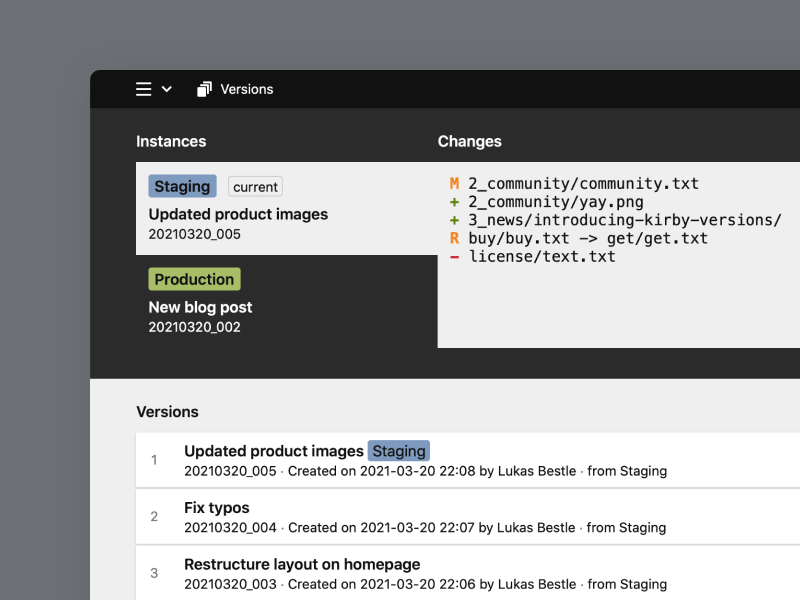 Versions
Instances
Staging current
Updated product images
20210320_005
Production
New blog post
20210320_002
Changes
M 2_community/community.txt
+ 2_community/yay.png
+ 3_news/introducing-kirby-versions/
R buy/buy.txt –> get/get.txt
– license/text.txt
Versions
1
Updated product images Staging
20210320_005 · Created on 2021-03-20 22:08 by Lukas Bestle · from Staging
2
Fix typos
20210320_004 · Created on 2021-03-20 22:07 by Lukas Bestle · from Staging
3
Restructure layout on homepage
20210320_003 · Created on 2021-03-20 22:06 by Lukas Bestle · from Staging